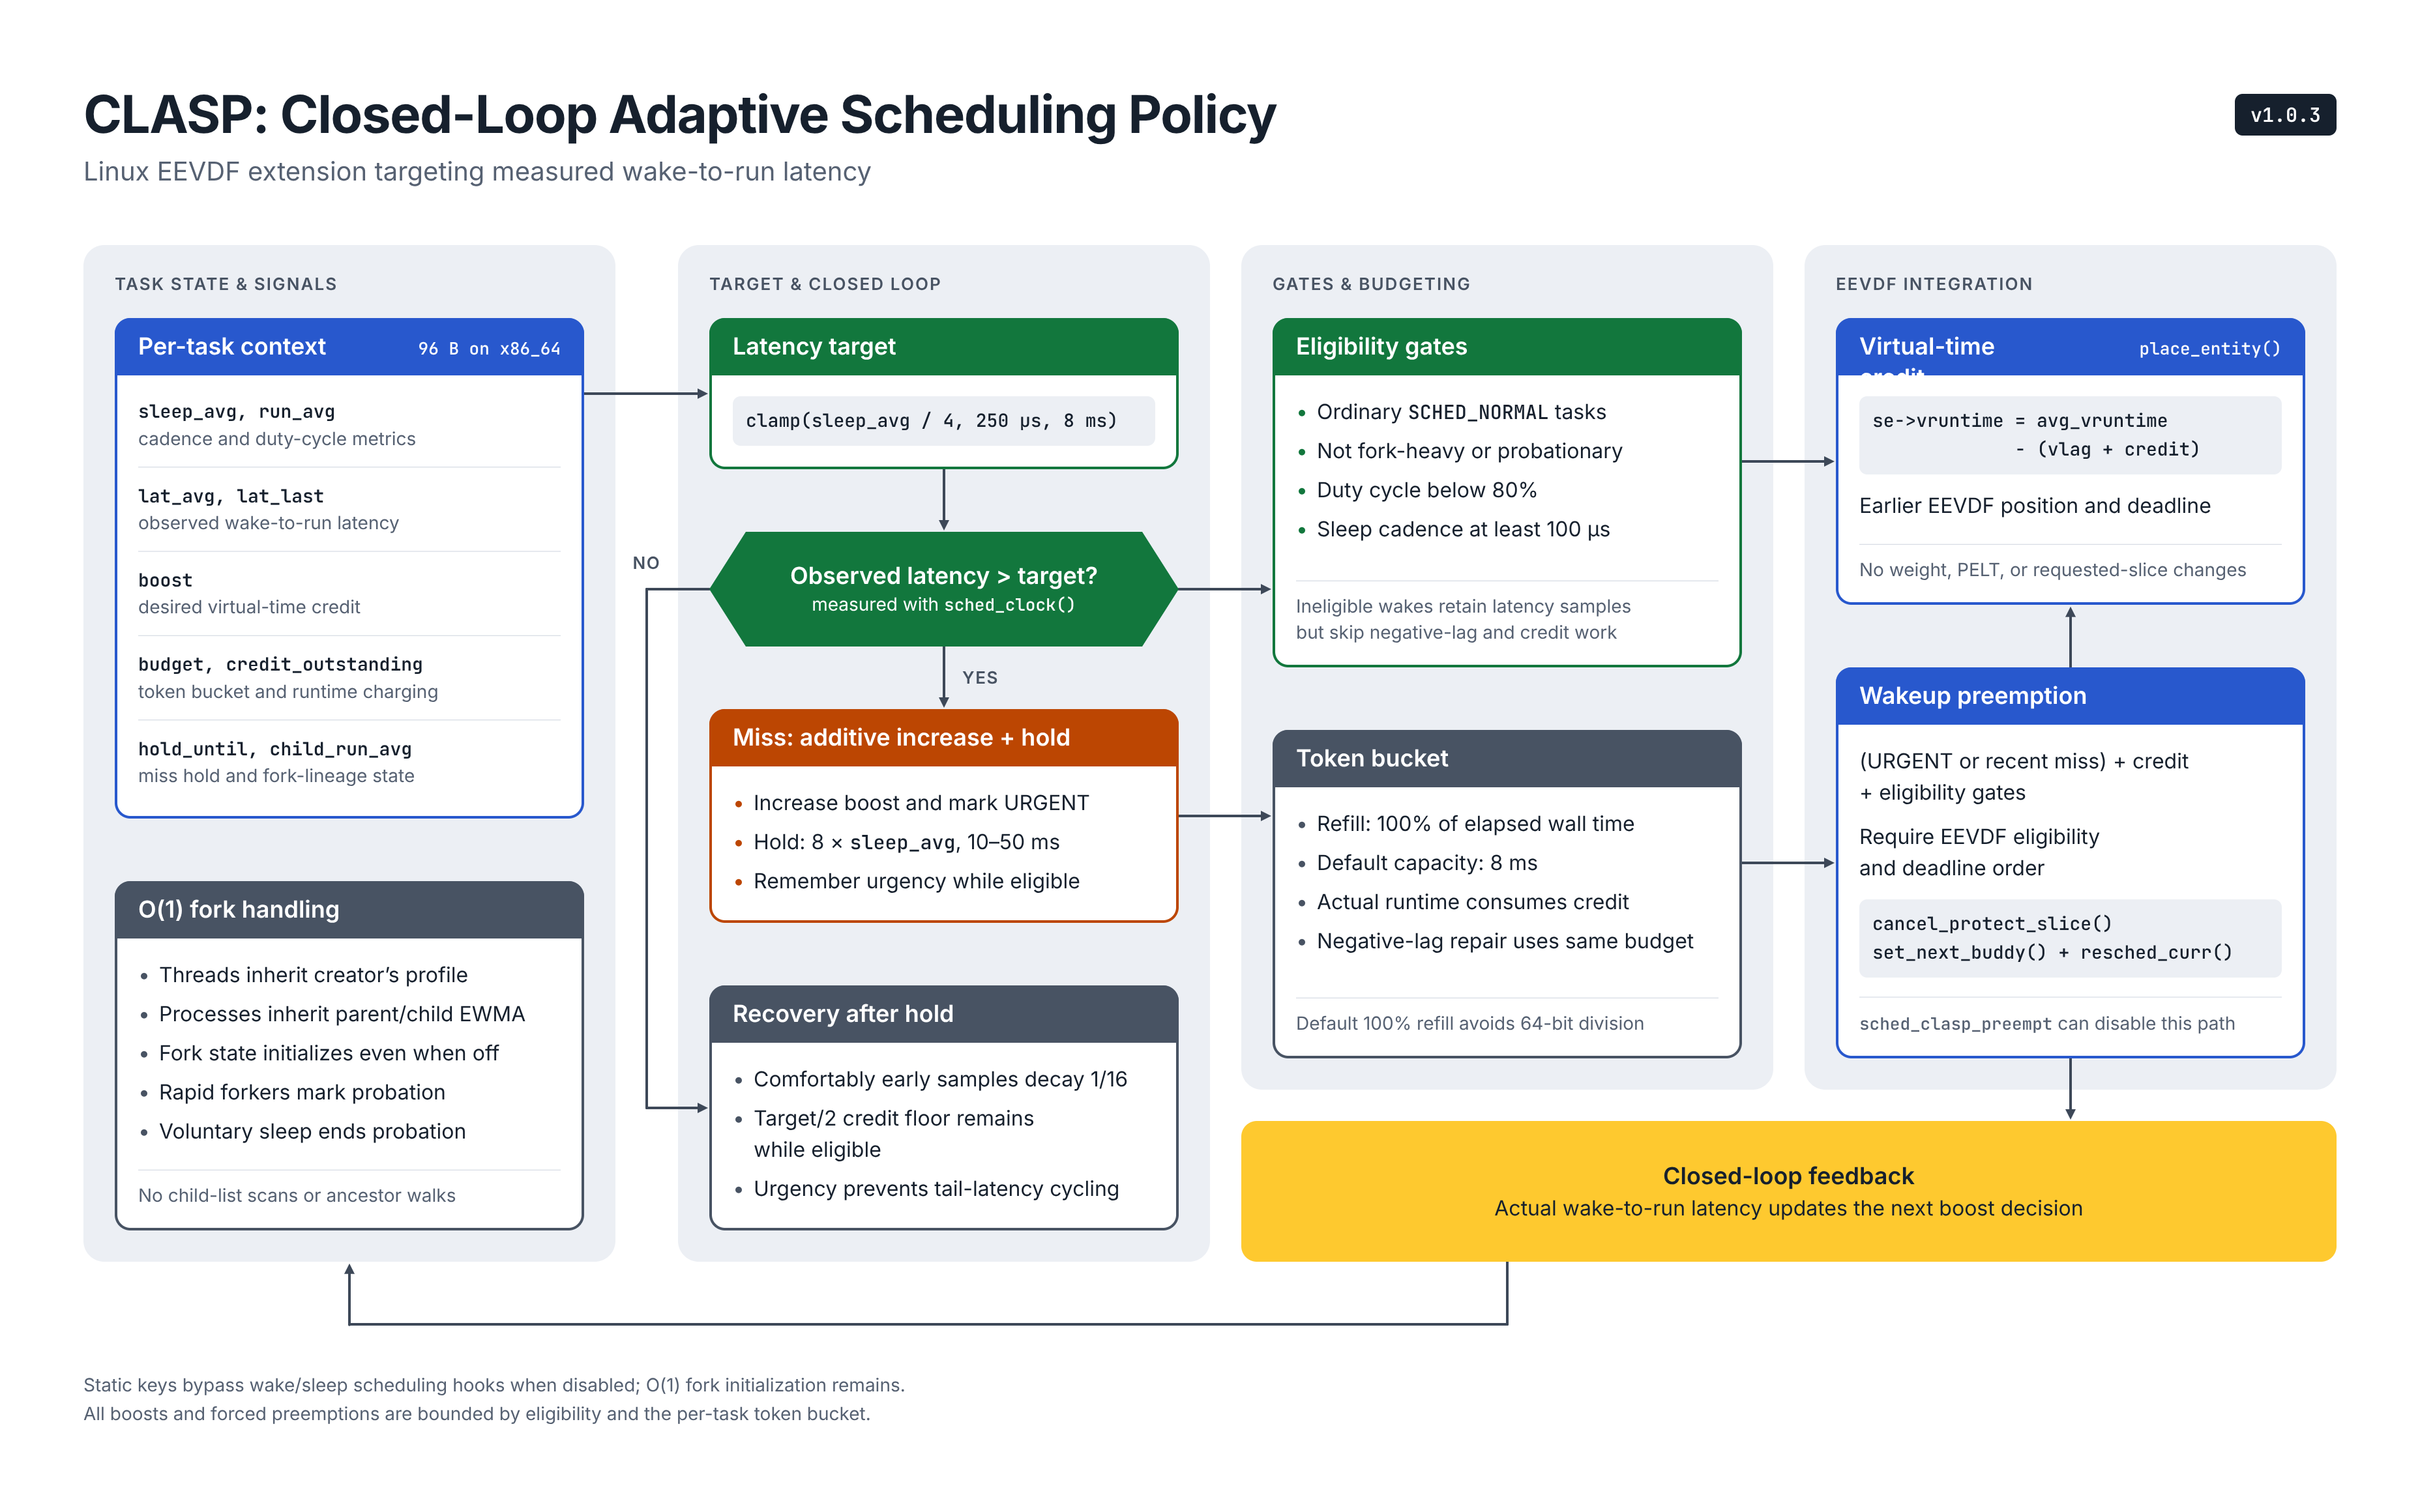 CLASP: Closed-Loop Adaptive Scheduling Policy
v1.0.3
Linux EEVDF extension targeting measured wake-to-run latency
TASK STATE & SIGNALS
Per-task context
96 B on x86_64
sleep_avg, run_avg
cadence and duty-cycle metrics
lat_avg, lat_last
observed wake-to-run latency
boost
desired virtual-time credit
budget, credit_outstanding
token bucket and runtime charging
hold_until, child_run_avg
miss hold and fork-lineage state
O(1) fork handling
• Threads inherit creator’s profile
• Processes inherit parent/child EWMA
• Fork state initializes even when off
• Rapid forkers mark probation
• Voluntary sleep ends probation
No child-list scans or ancestor walks
TARGET & CLOSED LOOP
Latency target
clamp(sleep_avg / 4, 250 µs, 8 ms)
NO
Observed latency > target?
measured with sched_clock()
YES
Miss: additive increase + hold
• Increase boost and mark URGENT
• Hold: 8 × sleep_avg, 10–50 ms
• Remember urgency while eligible
Recovery after hold
• Comfortably early samples decay 1/16
• Target/2 credit floor remains
while eligible
• Urgency prevents tail-latency cycling
GATES & BUDGETING
Eligibility gates
• Ordinary SCHED_NORMAL tasks
• Not fork-heavy or probationary
• Duty cycle below 80%
• Sleep cadence at least 100 µs
Ineligible wakes retain latency samples
but skip negative-lag and credit work
Token bucket
• Refill: 100% of elapsed wall time
• Default capacity: 8 ms
• Actual runtime consumes credit
• Negative-lag repair uses same budget
Default 100% refill avoids 64-bit division
EEVDF INTEGRATION
Virtual-time
credit
place_entity()
se->vruntime = avg_vruntime
- (vlag + credit)
Earlier EEVDF position and deadline
No weight, PELT, or requested-slice changes
Wakeup preemption
(URGENT or recent miss) + credit
+ eligibility gates
Require EEVDF eligibility
and deadline order
cancel_protect_slice()
set_next_buddy() + resched_curr()
sched_clasp_preempt can disable this path
Closed-loop feedback
Actual wake-to-run latency updates the next boost decision
Static keys bypass wake/sleep scheduling hooks when disabled; O(1) fork initialization remains.
All boosts and forced preemptions are bounded by eligibility and the per-task token bucket.